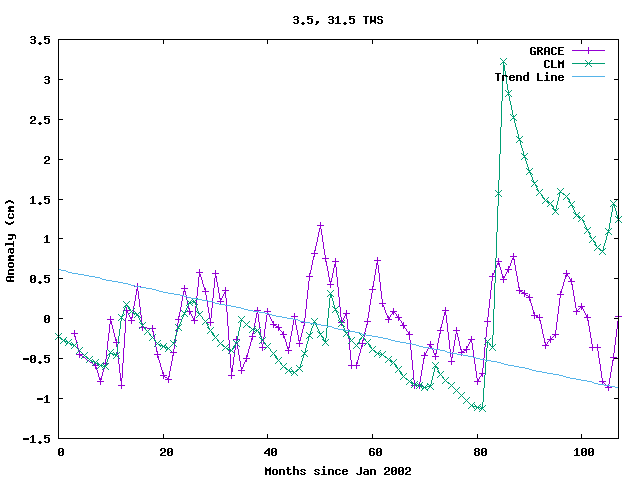 3.5, 31.5 TWS
GRACE
CLM
Trend Line
Anomaly (cm)
3.5
3
2.5
2
1.5
1
0.5
0
-0.5
-1
-1.5
0 20 40 60 80 100
Months since Jan 2002